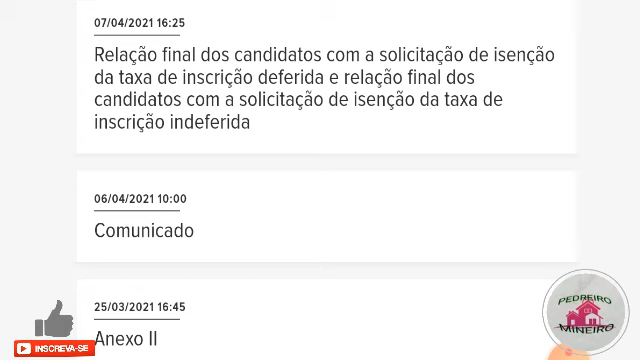 07/04/2021 16:25
Relação final dos candidatos com a solicitação de isenção
da taxa de inscrição deferida e relação final dos
candidatos com a solicitação de isenção da taxa de
inscrição indeferida
06/04/2021 10:00
Comunicado
25/03/2021 16:45
Anexo II
INSCREVA-SE
PEDREIRO
MINEIRO